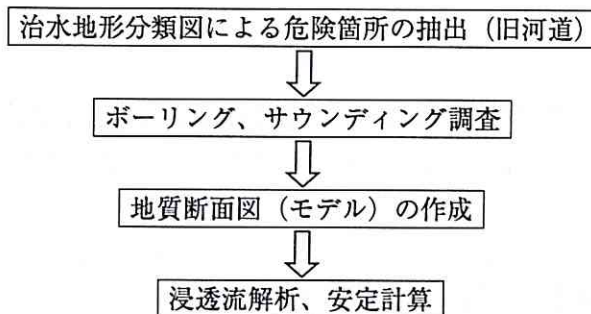 治水地形分類図による危険箇所の抽出（旧河道）
ボーリング、サウンディング調査
地質断面図（モデル）の作成
浸透流解析、安定計算